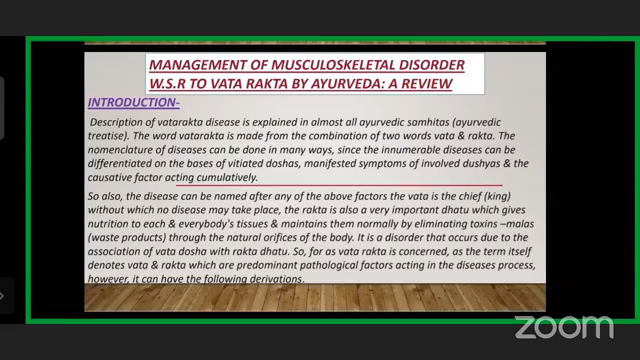 MANAGEMENT OF MUSCULOSKELETAL DISORDER
W.S.R TO VATA RAKTA BY AYURVEDA: A REVIEW
INTRODUCTION-
Description of vatarakta disease is explained in almost all ayurvedic samhitas (ayurvedic
treatise). The word vatarakta is made from the combination of two words vata & rakta. The
nomenclature of diseases can be done in many ways, since the innumerable diseases can be
differentiated on the bases of vitiated doshas, manifested symptoms of involved dushyas & the
causative factor acting cumulatively.
So also, the disease can be named after any of the above factors the vata is the chief (king)
without which no disease may take place, the rakta is also a very important dhatu which gives
nutrition to each & everybody's tissues & maintains them normally by eliminating toxins –malas
(waste products) through the natural orifices of the body. It is a disorder that occurs due to the
association of vata dosha with rakta dhatu. So, for as vata rakta is concerned, as the term itself
denotes vata & rakta which are predominant pathological factors acting in the diseases process,
however, it can have the following derivations.
zoom